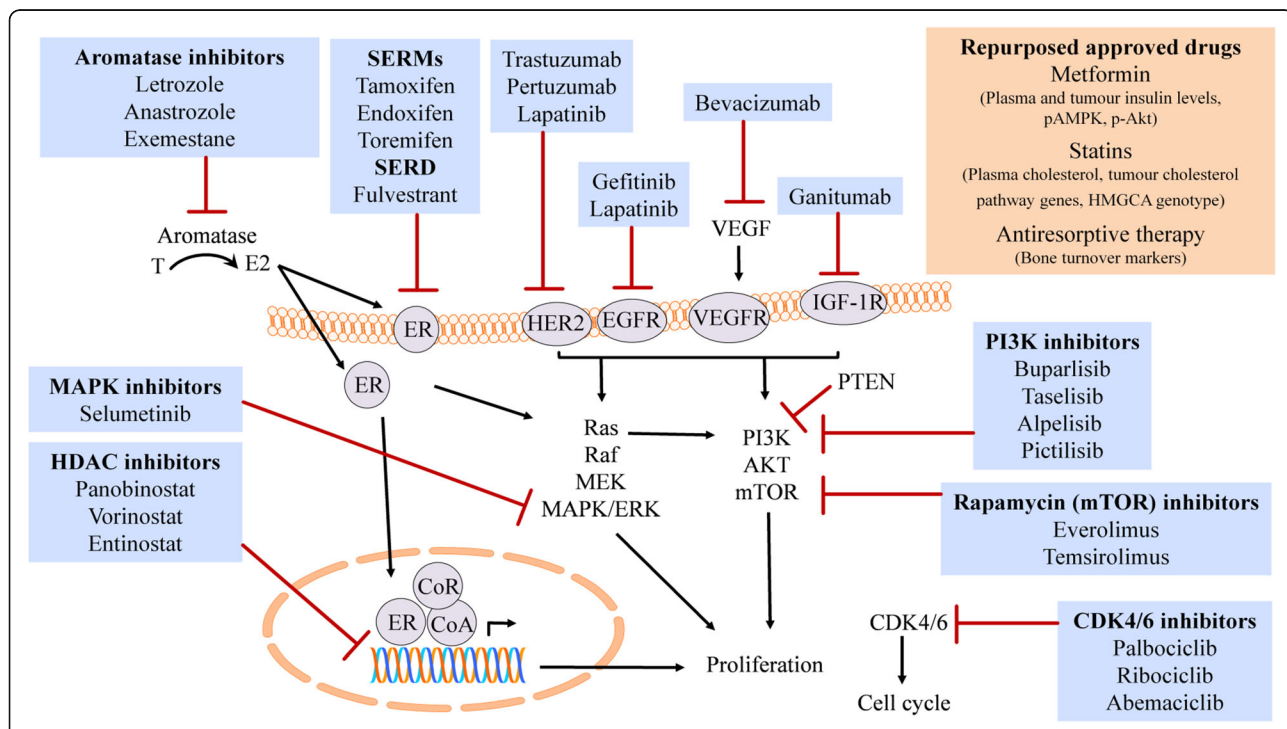 Aromatase inhibitors
Letrozole
Anastrozole
Exemestane
SERMs
Tamoxifen
Endoxifen
Toremifen
SERD
Fulvestrant
Trastuzumab
Pertuzumab
Lapatinib
Gefitinib
Lapatinib
Bevacizumab
Ganitumab
Repurposed approved drugs
Metformin
(Plasma and tumour insulin levels,
pAMPK, p-Akt)
Statins
(Plasma cholesterol, tumour cholesterol
pathway genes, HMGCA genotype)
Antiresorptive therapy
(Bone turnover markers)
Aromatase
T
E2
VEGF
ER
HER2
EGFR
VEGFR
IGF-1R
ER
MAPK inhibitors
Selumetinib
HDAC inhibitors
Panobinostat
Vorinostat
Entinostat
Ras
Raf
MEK
MAPK/ERK
PTEN
PI3K
AKT
mTOR
PI3K inhibitors
Buparlisib
Taselisib
Alpelisib
Pictilisib
Rapamycin (mTOR) inhibitors
Everolimus
Temsirolimus
CoR
ER
CoA
Proliferation
CDK4/6
Cell cycle
CDK4/6 inhibitors
Palbociclib
Ribociclib
Abemaciclib